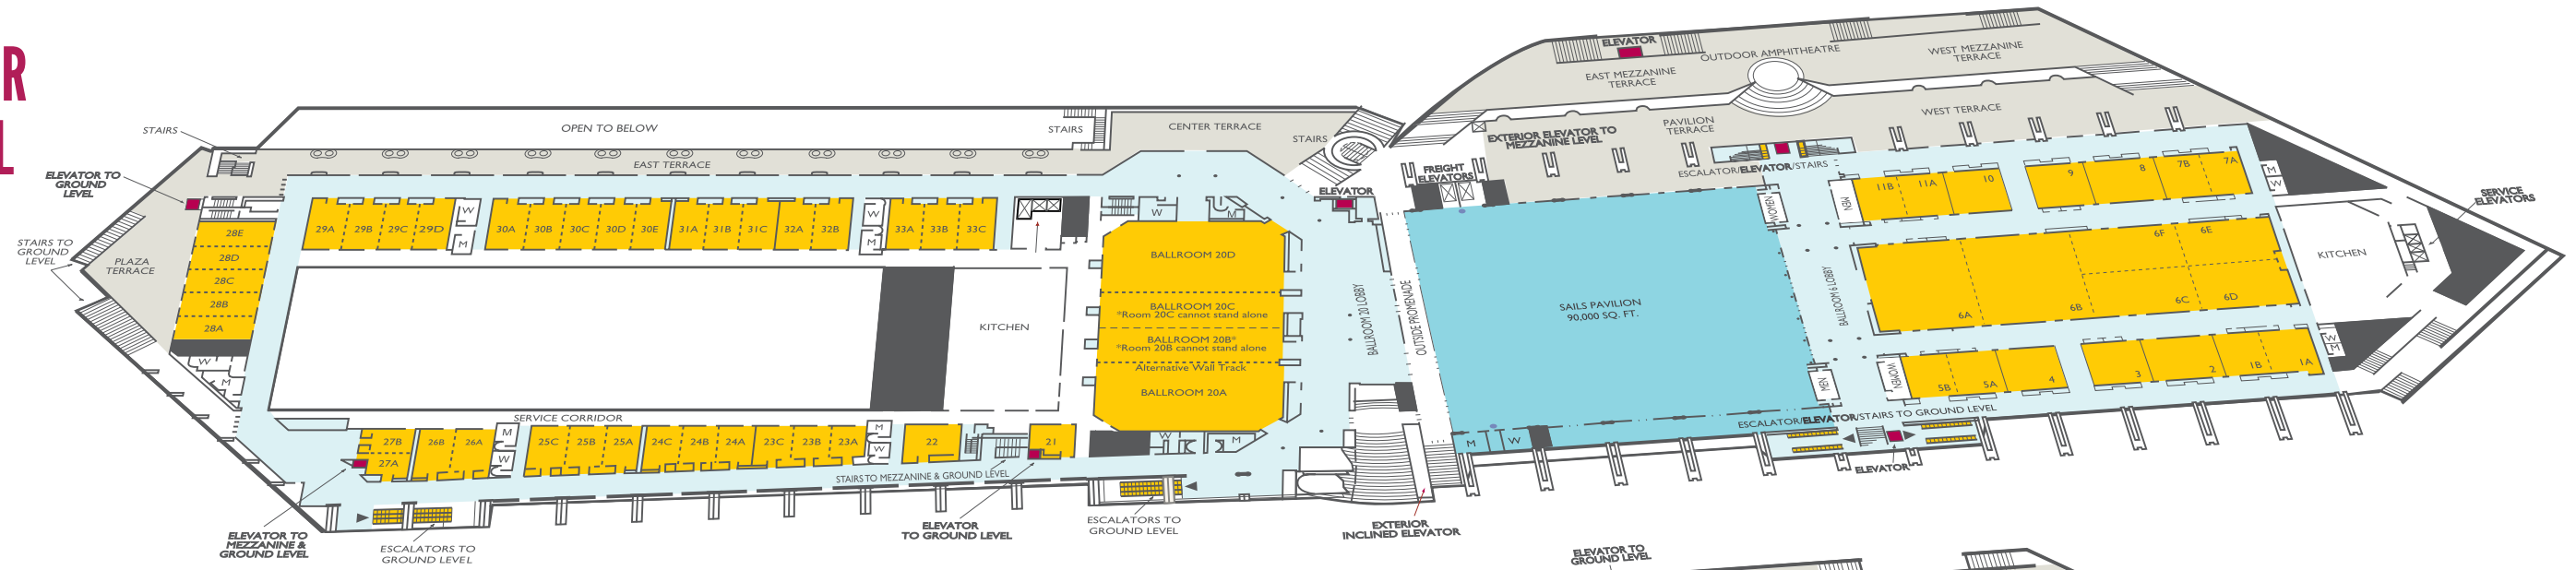 R
L
STAIRS
OPEN TO BELOW
STAIRS
CENTER TERRACE
STAIRS
EAST TERRACE
ELEVATOR TO
GROUND
LEVEL
STAIRS TO
GROUND
LEVEL
PLAZA
TERRACE
28E
28D
28C
28B
28A
W
M
29A
29B
29C
29D
W
M
30A
30B
30C
30D
30E
31A
31B
31C
32A
32B
W
M
33A
33B
33C
W
M
KITCHEN
BALLROOM 20D
BALLROOM 20C
*Room 20C cannot stand alone
BALLROOM 20B*
*Room 20B cannot stand alone
Alternative Wall Track
BALLROOM 20A
W
M
SERVICE CORRIDOR
27B
27A
26B
26A
M
W
25C
25B
25A
24C
24B
24A
23C
23B
23A
M
W
22
21
STAIRS TO MEZZANINE & GROUND LEVEL
ELEVATOR TO
MEZZANINE &
GROUND LEVEL
ESCALATORS TO
GROUND LEVEL
ELEVATOR
TO GROUND LEVEL
ESCALATORS TO
GROUND LEVEL
EXTERIOR
INCLINED ELEVATOR
BALLROOM 20 LOBBY
OUTSIDE PROMENADE
ELEVATOR
FREIGHT
ELEVATORS
EXTERIOR ELEVATOR TO
MEZZANINE LEVEL
ELEVATOR
EAST MEZZANINE
TERRACE
OUTDOOR AMPHITHEATRE
WEST MEZZANINE
TERRACE
PAVILION
TERRACE
WEST TERRACE
ESCALATOR/ELEVATOR/STAIRS
SAILS PAVILION
90,000 SQ. FT.
M
W
WOMEN
MEN
MEN
WOMEN
BALLROOM 6 LOBBY
11B
11A
10
9
8
7B
7A
M
W
6A
6B
6F
6E
6C
6D
5B
5A
4
3
2
1B
1A
W
M
KITCHEN
SERVICE
ELEVATORS
ESCALATOR/ELEVATOR/STAIRS TO GROUND LEVEL
ELEVATOR
ELEVATOR TO
GROUND LEVEL